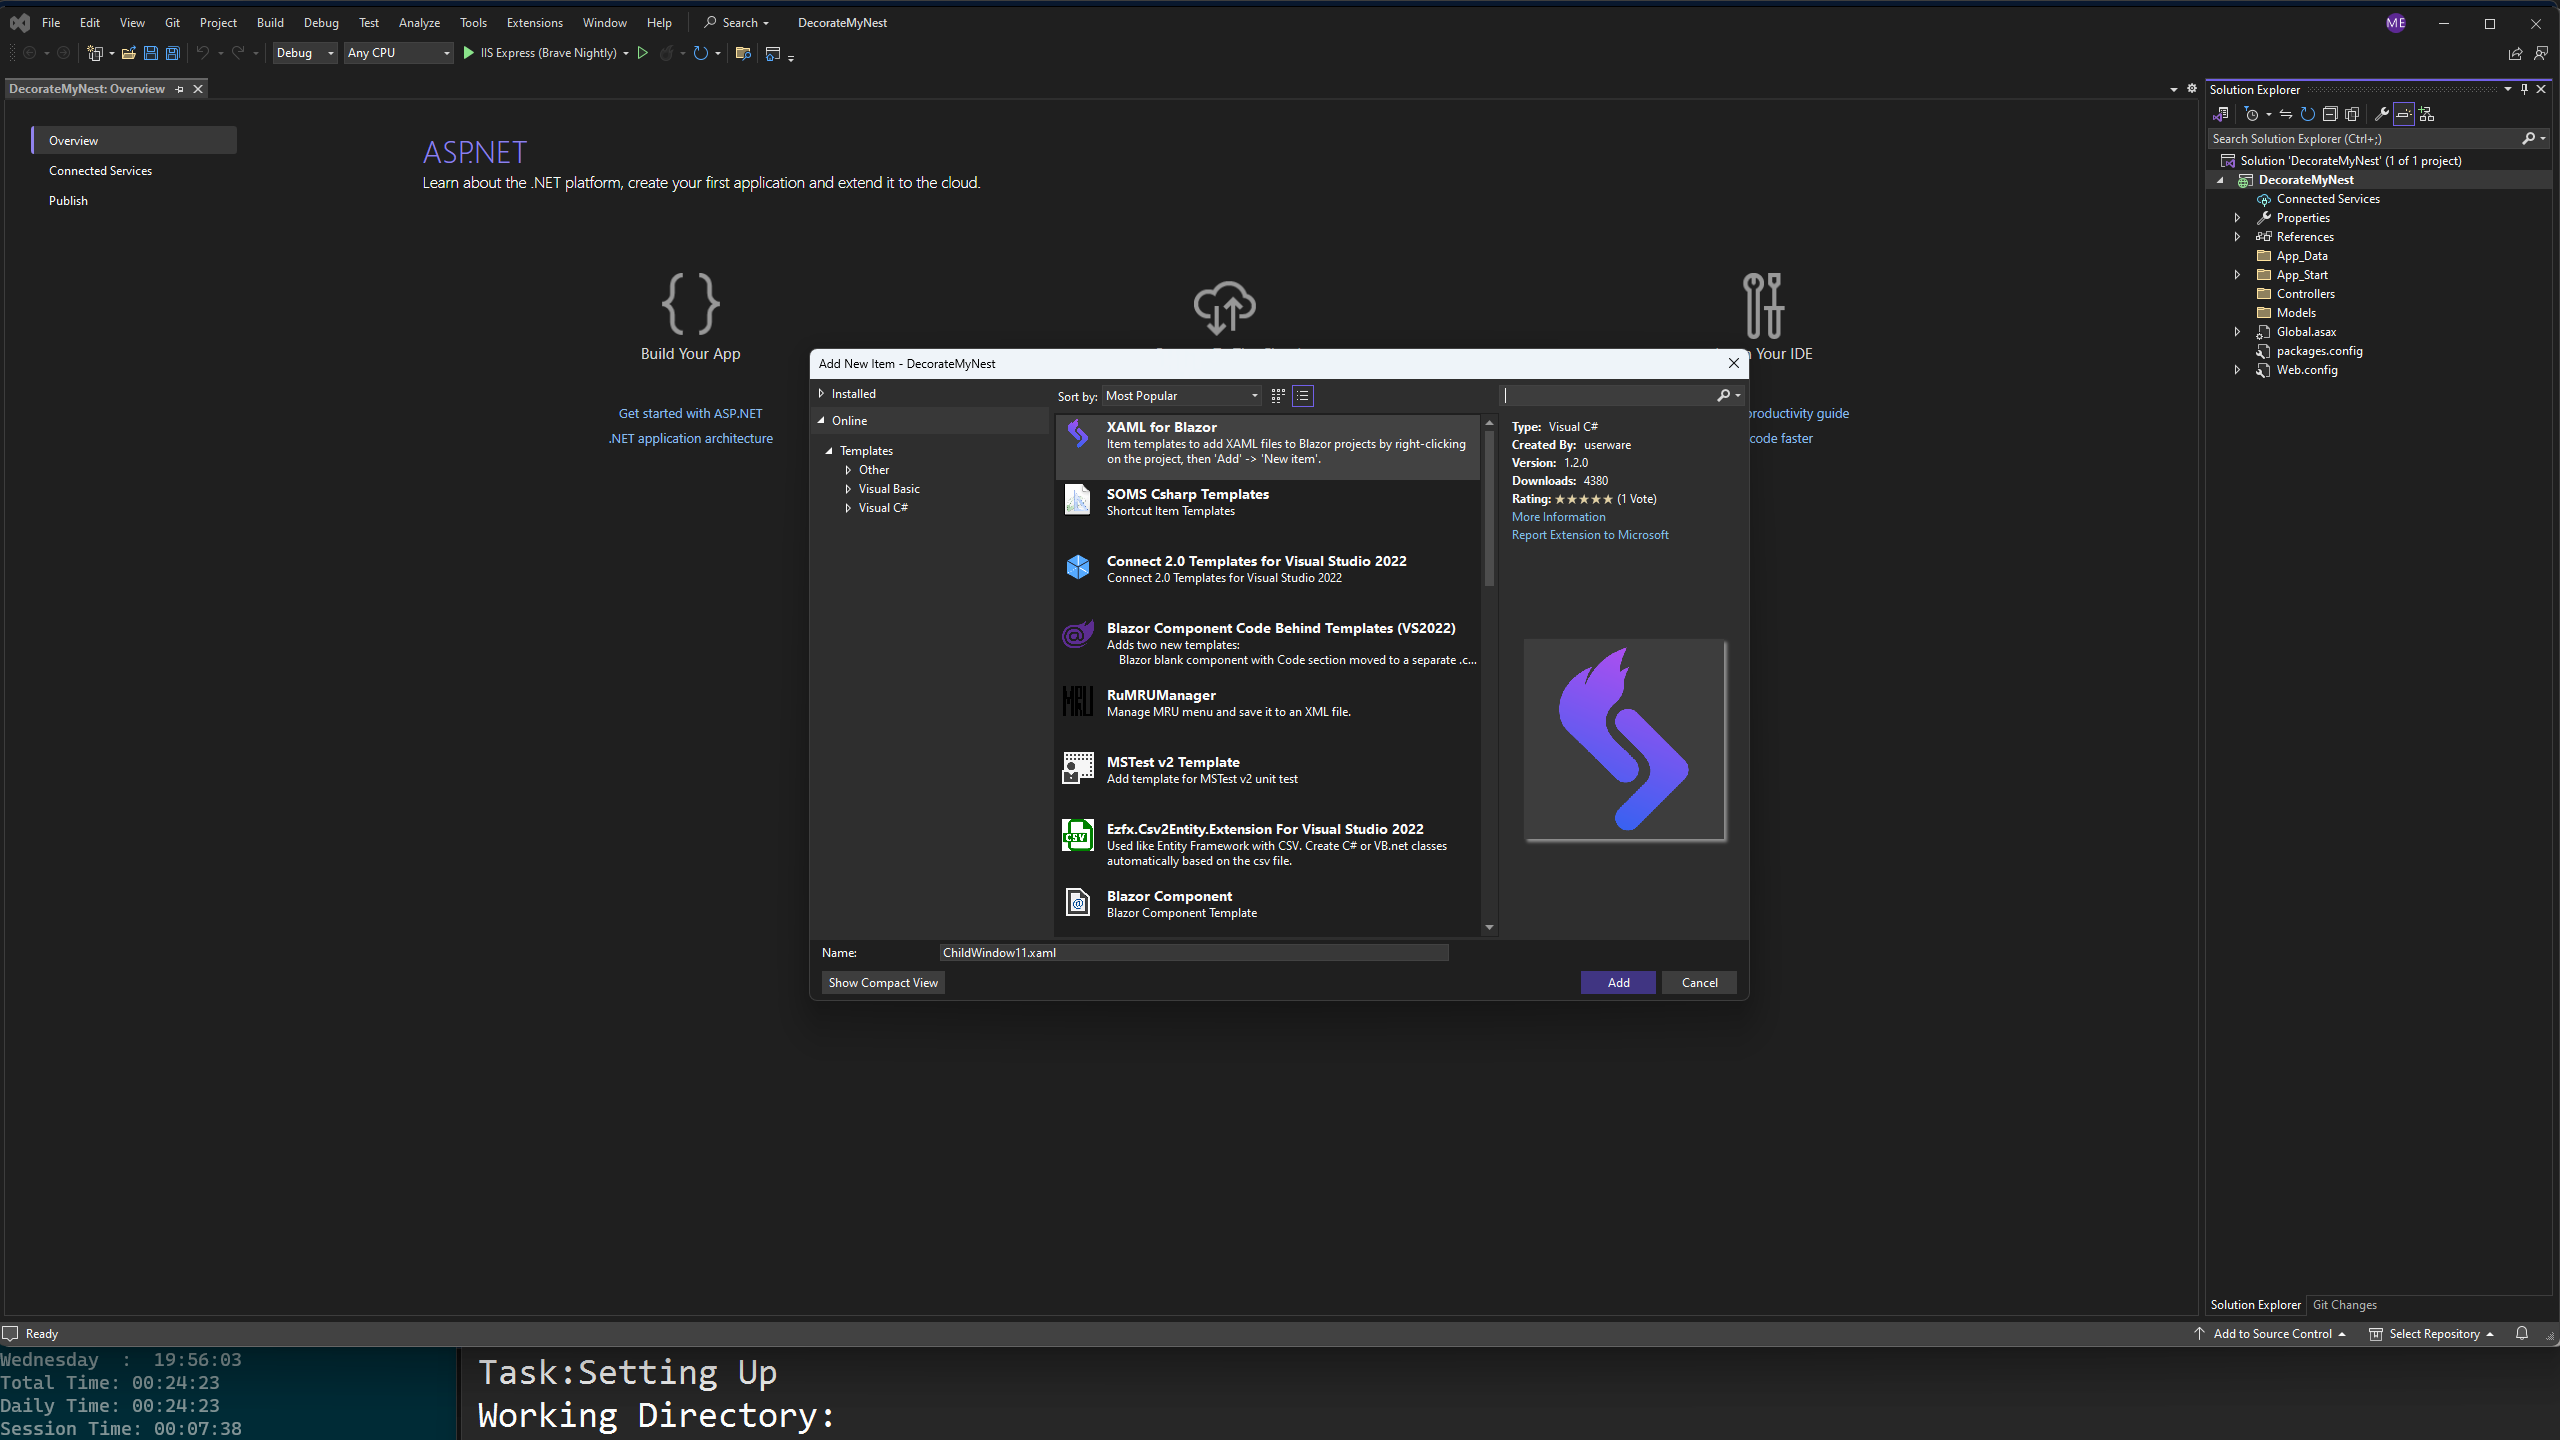 File Edit View Git Project Build Debug Test Analyze Tools Extensions Window Help Search DecorateMyNest ME
Debug Any CPU IIS Express (Brave Nightly)
DecorateMyNest: Overview
Overview
Connected Services
Publish
ASP.NET
Learn about the .NET platform, create your first application and extend it to the cloud.
Build Your App
Your IDE
Get started with ASP.NET
.NET application architecture
productivity guide
code faster
Add New Item - DecorateMyNest
Installed
Online
Templates
Other
Visual Basic
Visual C#
Sort by: Most Popular
XAML for Blazor
Item templates to add XAML files to Blazor projects by right-clicking
on the project, then 'Add' -> 'New item'.
SOMS Csharp Templates
Shortcut Item Templates
Connect 2.0 Templates for Visual Studio 2022
Connect 2.0 Templates for Visual Studio 2022
Blazor Component Code Behind Templates (VS2022)
Adds two new templates:
Blazor blank component with Code section moved to a separate .c...
MRU
RuMRUManager
Manage MRU menu and save it to an XML file.
MSTest v2 Template
Add template for MSTest v2 unit test
CSV
Ezfx.Csv2Entity.Extension For Visual Studio 2022
Used like Entity Framework with CSV. Create C# or VB.net classes
automatically based on the csv file.
Blazor Component
Blazor Component Template
Type: Visual C#
Created By: userware
Version: 1.2.0
Downloads: 4380
Rating: ★★★★★ (1 Vote)
More Information
Report Extension to Microsoft
Name: ChildWindow11.xaml
Show Compact View
Add Cancel
Solution Explorer
Search Solution Explorer (Ctrl+;)
Solution 'DecorateMyNest' (1 of 1 project)
DecorateMyNest
Connected Services
Properties
References
App_Data
App_Start
Controllers
Models
Global.asax
packages.config
Web.config
Solution Explorer Git Changes
Ready
Add to Source Control Select Repository
Wednesday : 19:56:03
Total Time: 00:24:23
Daily Time: 00:24:23
Session Time: 00:07:38
Task:Setting Up
Working Directory: